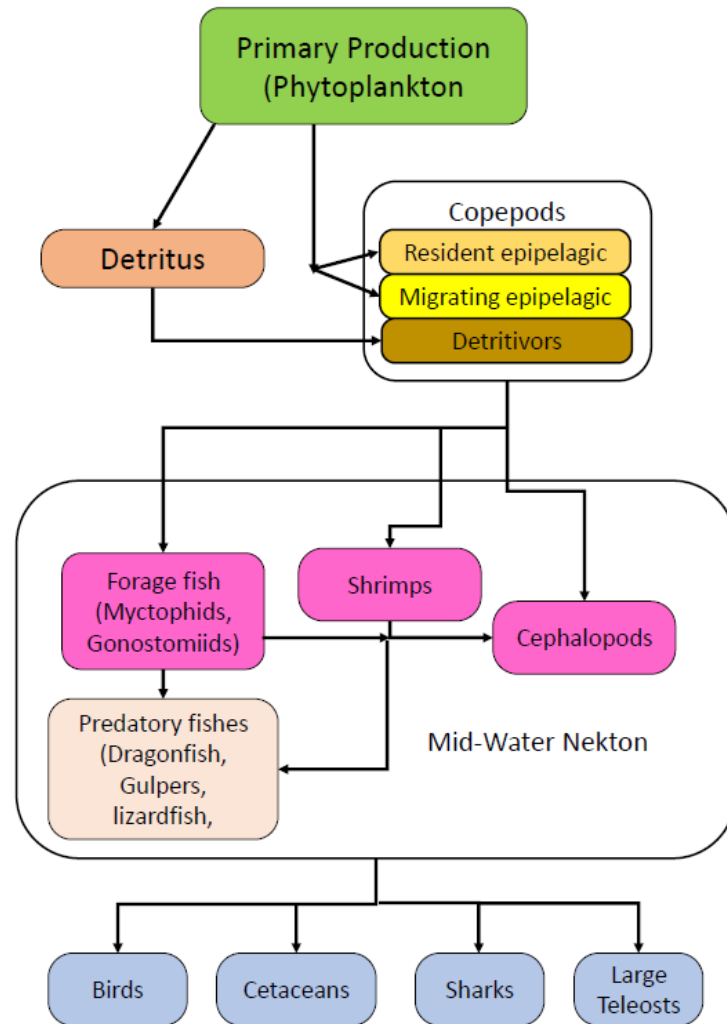 Primary Production
(Phytoplankton
Copepods
Resident epipelagic
Detritus
Migrating epipelagic
Detritivors
Forage fish
(Myctophids,
Gonostomiids)
Shrimps
Cephalopods
Predatory fishes
(Dragonfish,
Gulpers,
lizardfish,
Mid-Water Nekton
Birds
Cetaceans
Sharks
Large
Teleosts